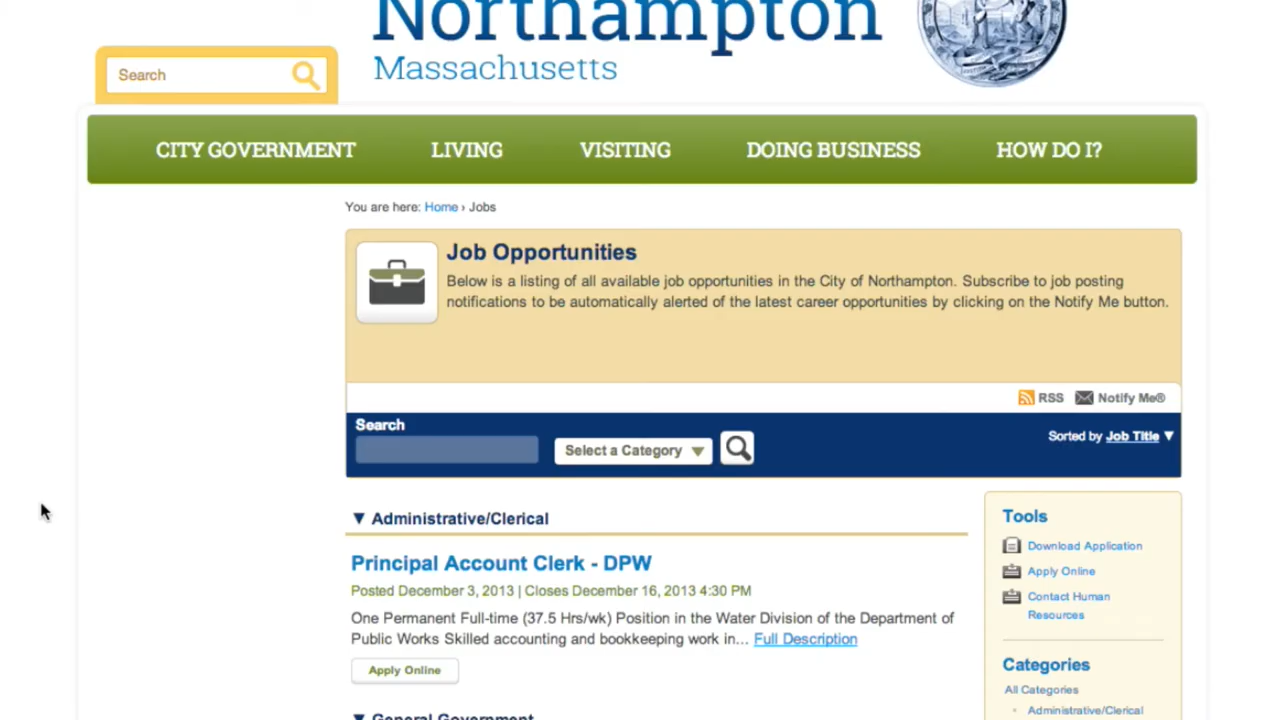 Northampton
Massachusetts
Search
CITY GOVERNMENT LIVING VISITING DOING BUSINESS HOW DO I?
You are here: Home › Jobs
Job Opportunities
Below is a listing of all available job opportunities in the City of Northampton. Subscribe to job posting
notifications to be automatically alerted of the latest career opportunities by clicking on the Notify Me button.
RSS Notify Me®
Search
Select a Category ▼
Sorted by Job Title ▼
▼ Administrative/Clerical
Principal Account Clerk - DPW
Posted December 3, 2013 | Closes December 16, 2013 4:30 PM
One Permanent Full-time (37.5 Hrs/wk) Position in the Water Division of the Department of
Public Works Skilled accounting and bookkeeping work in... Full Description
Apply Online
▼ General Government
Tools
Download Application
Apply Online
Contact Human
Resources
Categories
All Categories
Administrative/Clerical